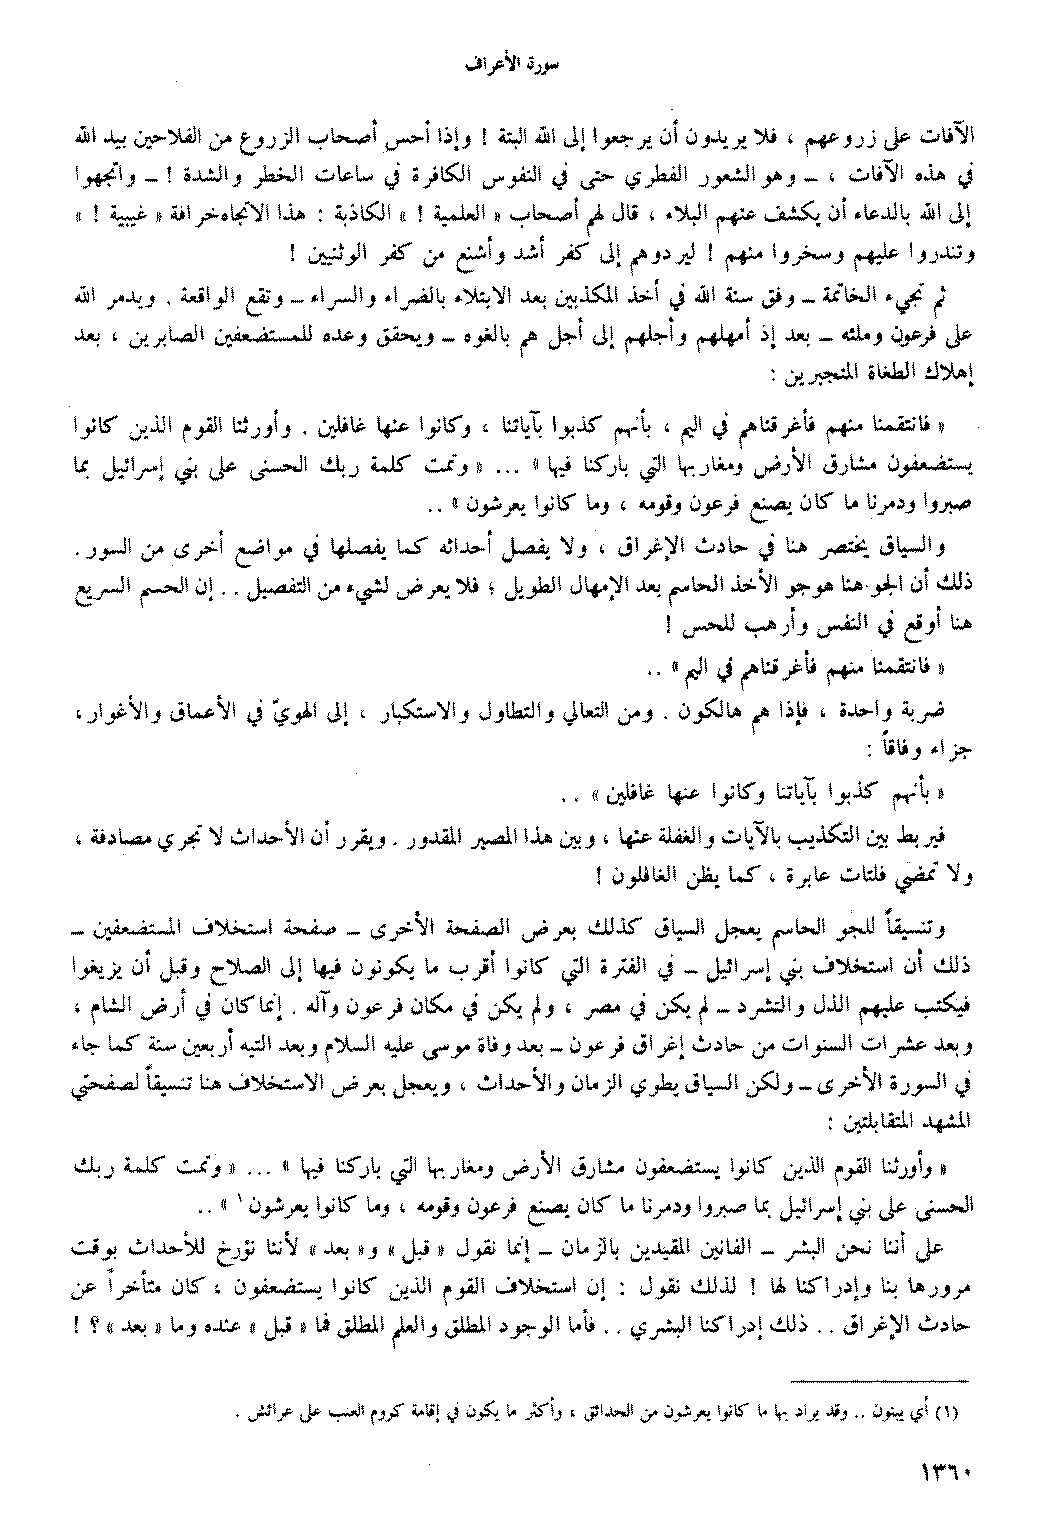 سورة الأعراف
الآفات على زروعهم ، فلا يريدون أن يرجعوا إلى الله البتة ! وإذا أحس أصحاب الزروع من الفلاحين بيد الله
في هذه الآفات ، – وهو الشعور الفطري حتى في النفوس الكافرة في ساعات الخطر والشدة ! – واتجهوا
إلى الله بالدعاء أن يكشف عنهم البلاء ، قال لهم أصحاب « العلمية ! » الكاذبة : هذا الاتجاه خرافة « غيبية ! »
وتندروا عليهم وسخروا منهم ! ليردوهم إلى كفر أشد وأشنع من كفر الوثنيين !
ثم تجيء الخاتمة – وفق سنة الله في أخذ المكذبين بعد الابتلاء بالضراء والسراء – وتقع الواقعة . ويدمر الله
على فرعون وملئه – بعد إذ أمهلهم وأجلهم إلى أجل هم بالغوه – ويحقق وعده للمستضعفين الصابرين ، بعد
إهلاك الطغاة المتجبرين :
« فانتقمنا منهم فأغرقناهم في اليم ، بأنهم كذبوا بآياتنا ، وكانوا عنها غافلين . وأورثنا القوم الذين كانوا
يستضعفون مشارق الأرض ومغاربها التي باركنا فيها » ... « وتمت كلمة ربك الحسنى على بني إسرائيل بما
صبروا ودمرنا ما كان يصنع فرعون وقومه ، وما كانوا يعرشون » ..
والسياق يختصر هنا في حادث الإغراق ، ولا يفصل أحداثه كما يفصلها في مواضع أخرى من السور .
ذلك أن الجو هنا هو جو الأخذ الحاسم بعد الإمهال الطويل ؛ فلا يعرض لشيء من التفصيل .. إن الحسم السريع
هنا أوقع في النفس وأرهب للحس !
« فانتقمنا منهم فأغرقناهم في اليم » ..
ضربة واحدة ، فإذا هم هالكون . ومن التعالي والتطاول والاستكبار ، إلى الهويّ في الأعماق والأغوار ،
جزاء وفاقاً :
« بأنهم كذبوا بآياتنا وكانوا عنها غافلين » ..
فيربط بين التكذيب بالآيات والغفلة عنها ، وبين هذا المصير المقدور . ويقرر أن الأحداث لا تجري مصادفة ،
ولا تمضي فلتات عابرة ، كما يظن الغافلون !
وتنسيقاً للجو الحاسم يعجل السياق كذلك بعرض الصفحة الأخرى – صفحة استخلاف المستضعفين –
ذلك أن استخلاف بني إسرائيل – في الفترة التي كانوا أقرب ما يكونون فيها إلى الصلاح وقبل أن يزيغوا
فيكتب عليهم الذل والتشرد – لم يكن في مصر ، ولم يكن في مكان فرعون وآله . إنما كان في أرض الشام ،
وبعد عشرات السنوات من حادث إغراق فرعون – بعد وفاة موسى عليه السلام وبعد التيه أربعين سنة كما جاء
في السورة الأخرى – ولكن السياق يطوي الزمان والأحداث ، ويعجل بعرض الاستخلاف هنا تنسيقاً لصفحتي
المشهد المتقابلتين :
« وأورثنا القوم الذين كانوا يستضعفون مشارق الأرض ومغاربها التي باركنا فيها » ... « وتمت كلمة ربك
الحسنى على بني إسرائيل بما صبروا ودمرنا ما كان يصنع فرعون وقومه ، وما كانوا يعرشون ١ » ..
على أننا نحن البشر – الفانين المقيدين بالزمان – إنما نقول « قبل » و« بعد » لأننا نؤرخ للأحداث بوقت
مرورها بنا وإدراكنا لها ! لذلك نقول : إن استخلاف القوم الذين كانوا يستضعفون ، كان متأخراً عن
حادث الإغراق .. ذلك إدراكنا البشري .. فأما الوجود المطلق والعلم المطلق فما « قبل » عنده وما « بعد » ؟ !
(١) أي يبنون .. وقد يراد بها ما كانوا يعرشون من الحدائق ، وأكثر ما يكون في إقامة كروم العنب على عرائش .
١٣٦٠